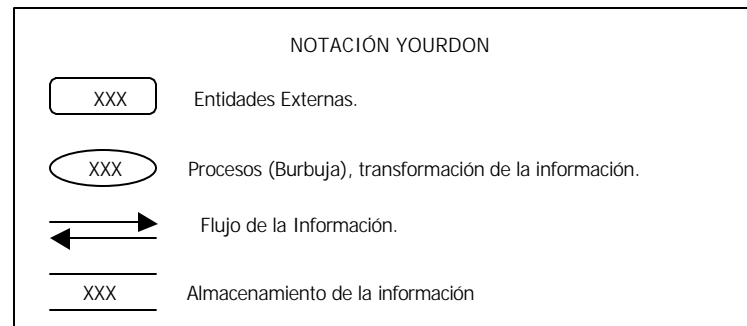 NOTACIÓN YOURDON
XXX Entidades Externas.
XXX Procesos (Burbuja), transformación de la información.
Flujo de la Información.
XXX Almacenamiento de la información